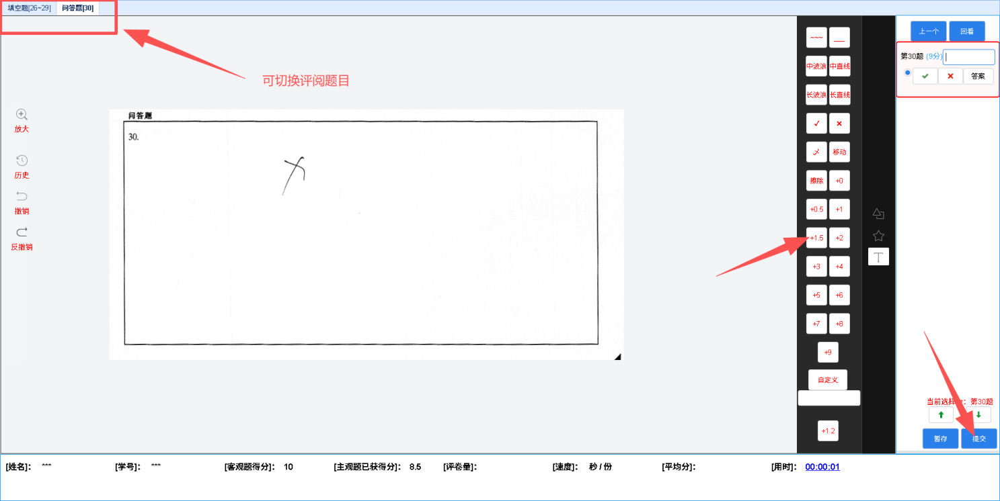 填空题[26~29] 问答题[30]
可切换评阅题目
放大
历史
撤销
反撤销
问答题
30.
~~~ __
中波浪 中直线
长波浪 长直线
✓ ×
移动
擦除 +0
+0.5 +1
+1.5 +2
+3 +4
+5 +6
+7 +8
+9
自定义
+1.2
T
上一个 回看
第30题 (9分)
✓ × 答案
当前选择 : 第30题
暂存 提交
[姓名]: *** [学号]: *** [客观题得分]: 10 [主观题已获得分]: 8.5 [评卷量]: [速度]: 秒 / 份 [平均分]: [用时]: 00:00:01